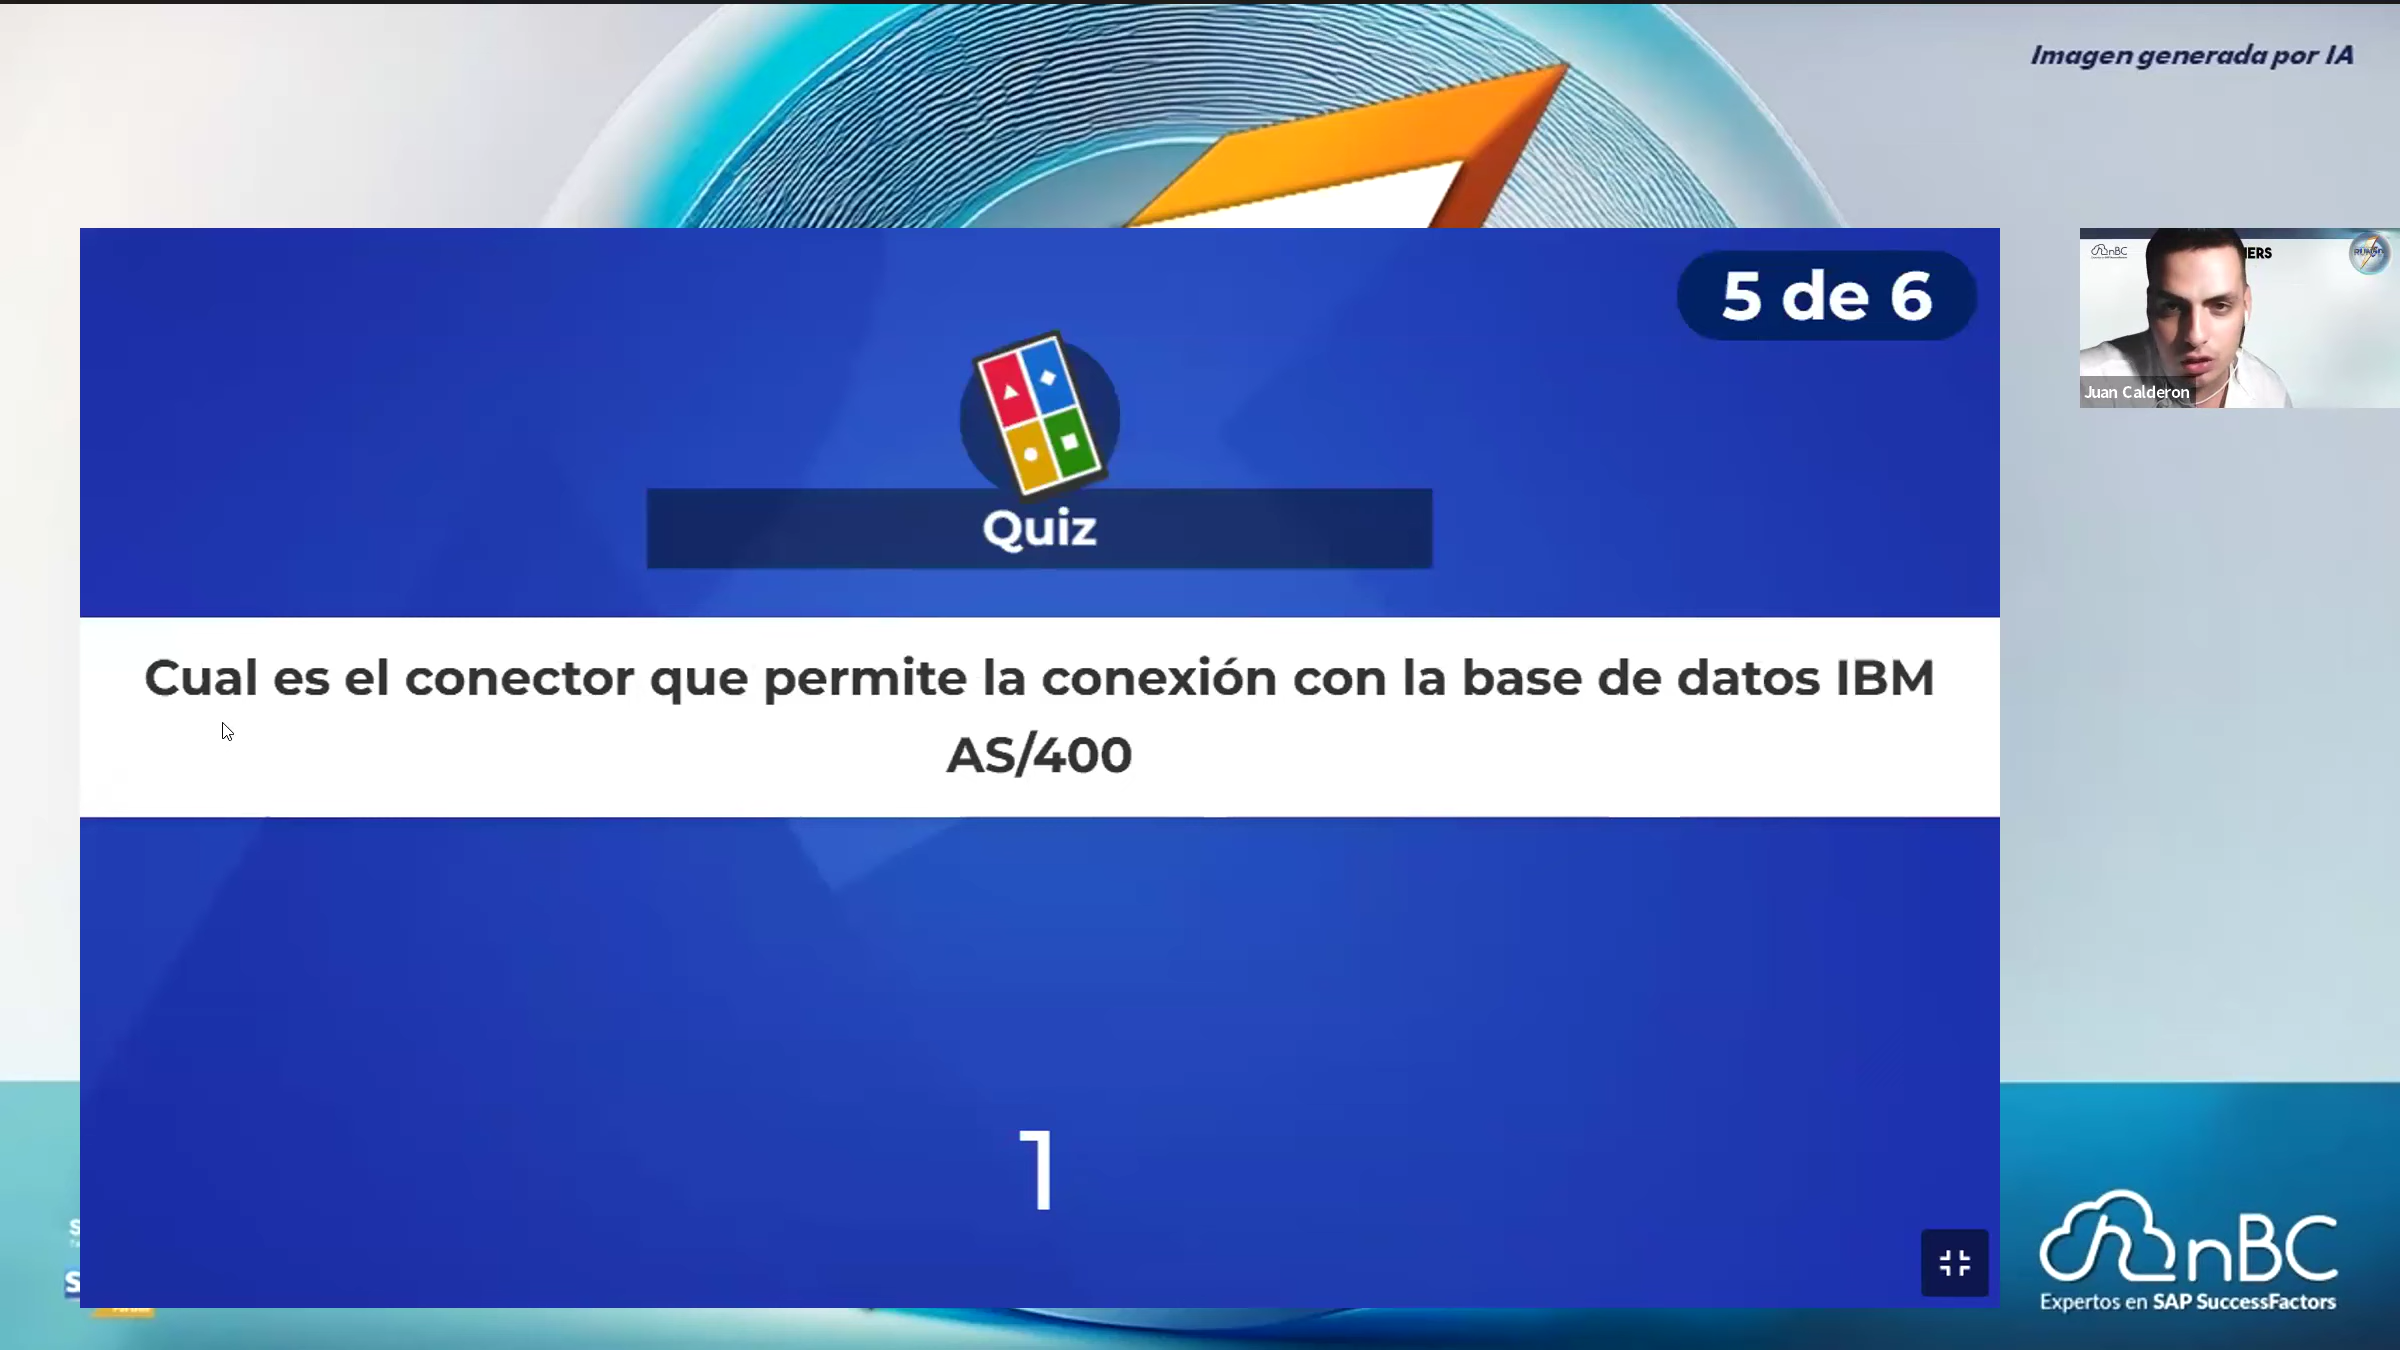 Imagen generada por IA
5 de 6
nBC
Juan Calderon
Quiz
Cual es el conector que permite la conexión con la base de datos IBM
AS/400
1
nBC
Expertos en SAP SuccessFactors